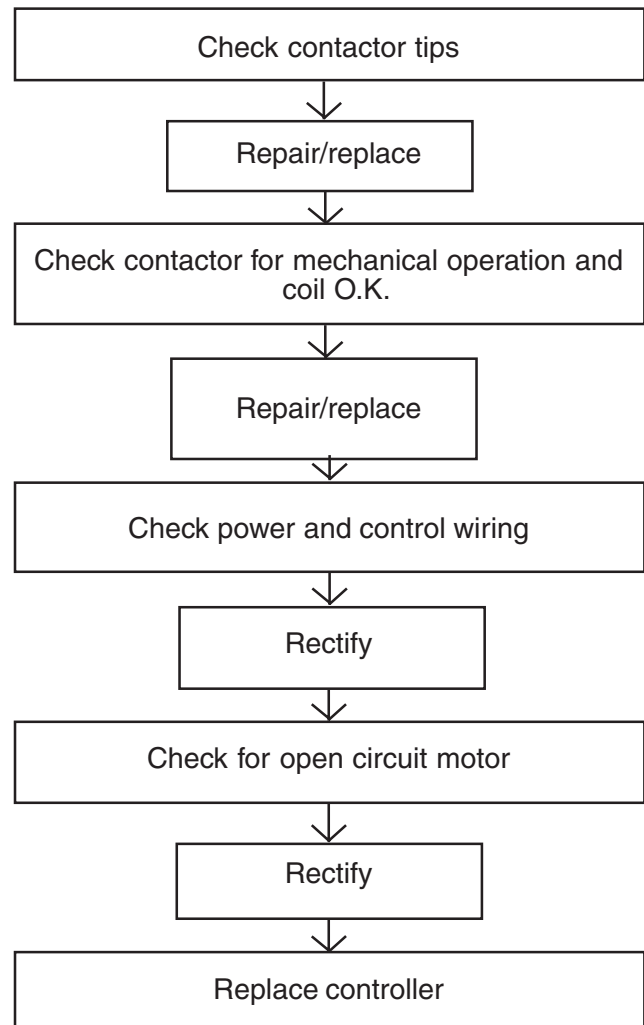 Check contactor tips
Repair/replace
Check contactor for mechanical operation and
coil O.K.
Repair/replace
Check power and control wiring
Rectify
Check for open circuit motor
Rectify
Replace controller